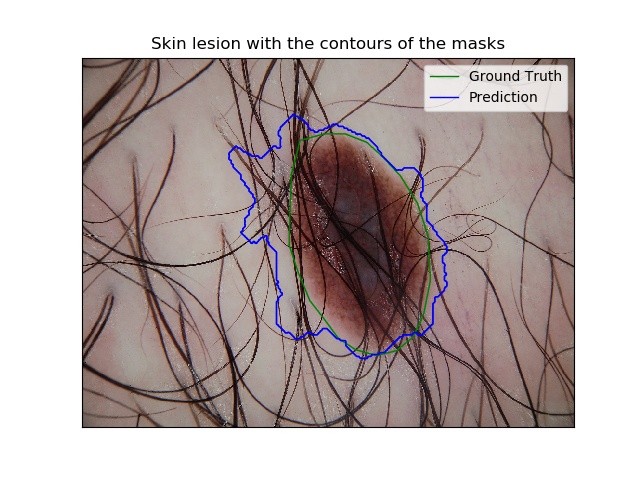 Skin lesion with the contours of the masks
Ground Truth
Prediction